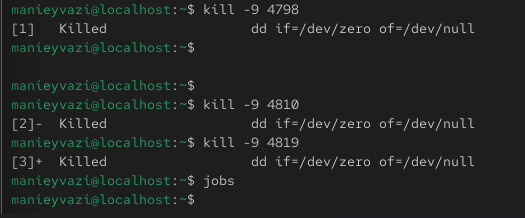 manieyvazi@localhost:~$ kill -9 4798
[1]   Killed                  dd if=/dev/zero of=/dev/null
manieyvazi@localhost:~$
manieyvazi@localhost:~$
manieyvazi@localhost:~$ kill -9 4810
[2]-  Killed                  dd if=/dev/zero of=/dev/null
manieyvazi@localhost:~$ kill -9 4819
[3]+  Killed                  dd if=/dev/zero of=/dev/null
manieyvazi@localhost:~$ jobs
manieyvazi@localhost:~$